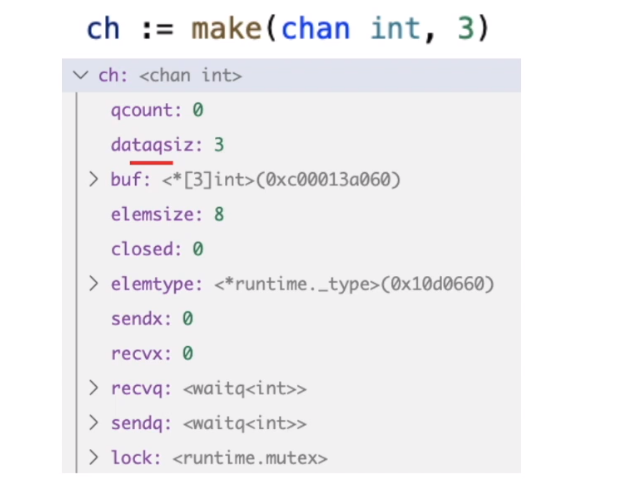 ch := make(chan int, 3)
ch: <chan int>
qcount: 0
dataqsiz: 3
buf: <*[3]int>(0xc00013a060)
elemsize: 8
closed: 0
elemtype: <*runtime._type>(0x10d0660)
sendx: 0
recvx: 0
recvq: <waitq<int>>
sendq: <waitq<int>>
lock: <runtime.mutex>